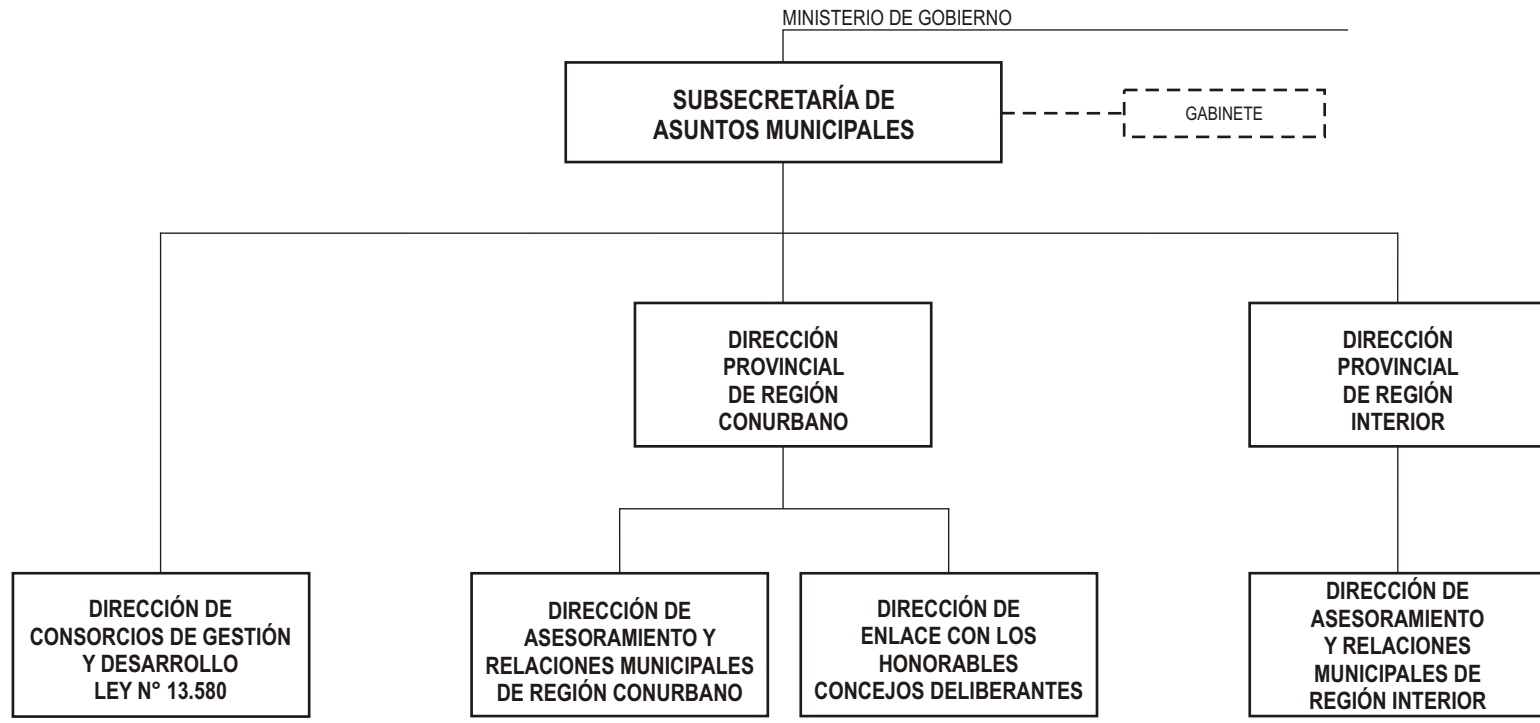 MINISTERIO DE GOBIERNO
SUBSECRETARÍA DE
ASUNTOS MUNICIPALES
GABINETE
DIRECCIÓN
PROVINCIAL
DE REGIÓN
CONURBANO
DIRECCIÓN
PROVINCIAL
DE REGIÓN
INTERIOR
DIRECCIÓN DE
CONSORCIOS DE GESTIÓN
Y DESARROLLO
LEY N° 13.580
DIRECCIÓN DE
ASESORAMIENTO Y
RELACIONES MUNICIPALES
DE REGIÓN CONURBANO
DIRECCIÓN DE
ENLACE CON LOS
HONORABLES
CONCEJOS DELIBERANTES
DIRECCIÓN DE
ASESORAMIENTO
Y RELACIONES
MUNICIPALES DE
REGIÓN INTERIOR